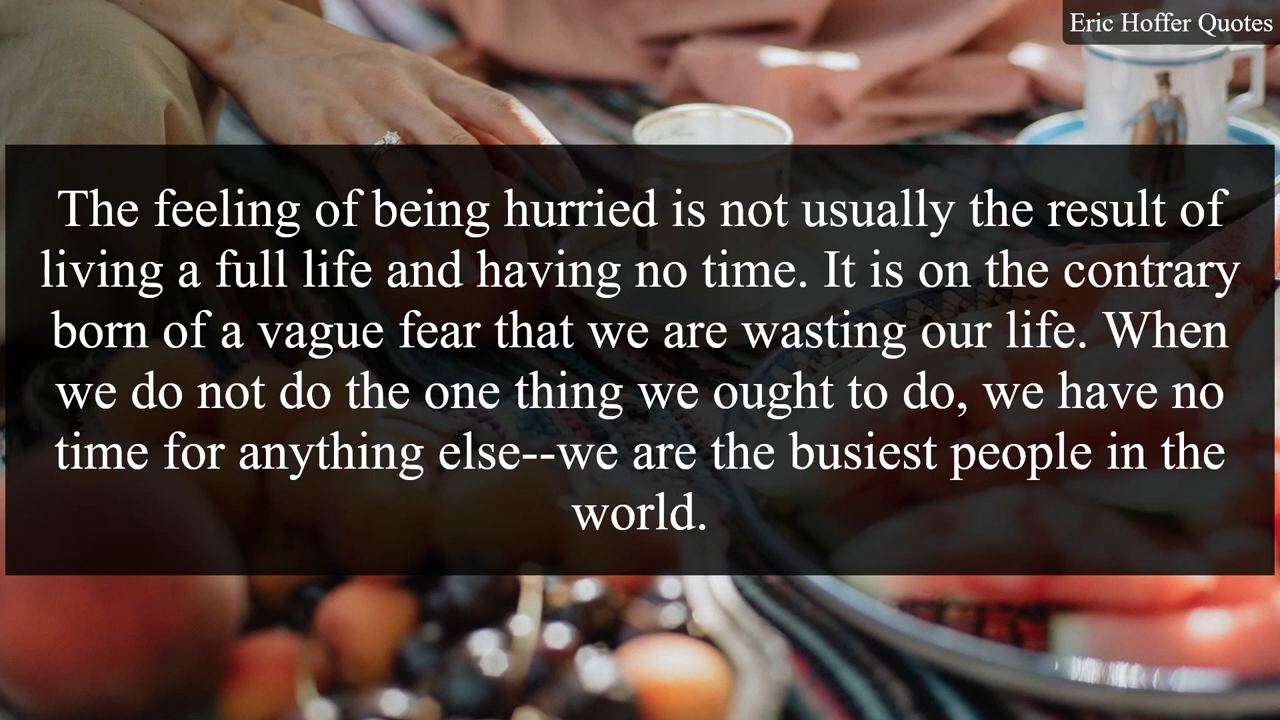 Eric Hoffer Quotes
The feeling of being hurried is not usually the result of
living a full life and having no time. It is on the contrary
born of a vague fear that we are wasting our life. When
we do not do the one thing we ought to do, we have no
time for anything else--we are the busiest people in the
world.